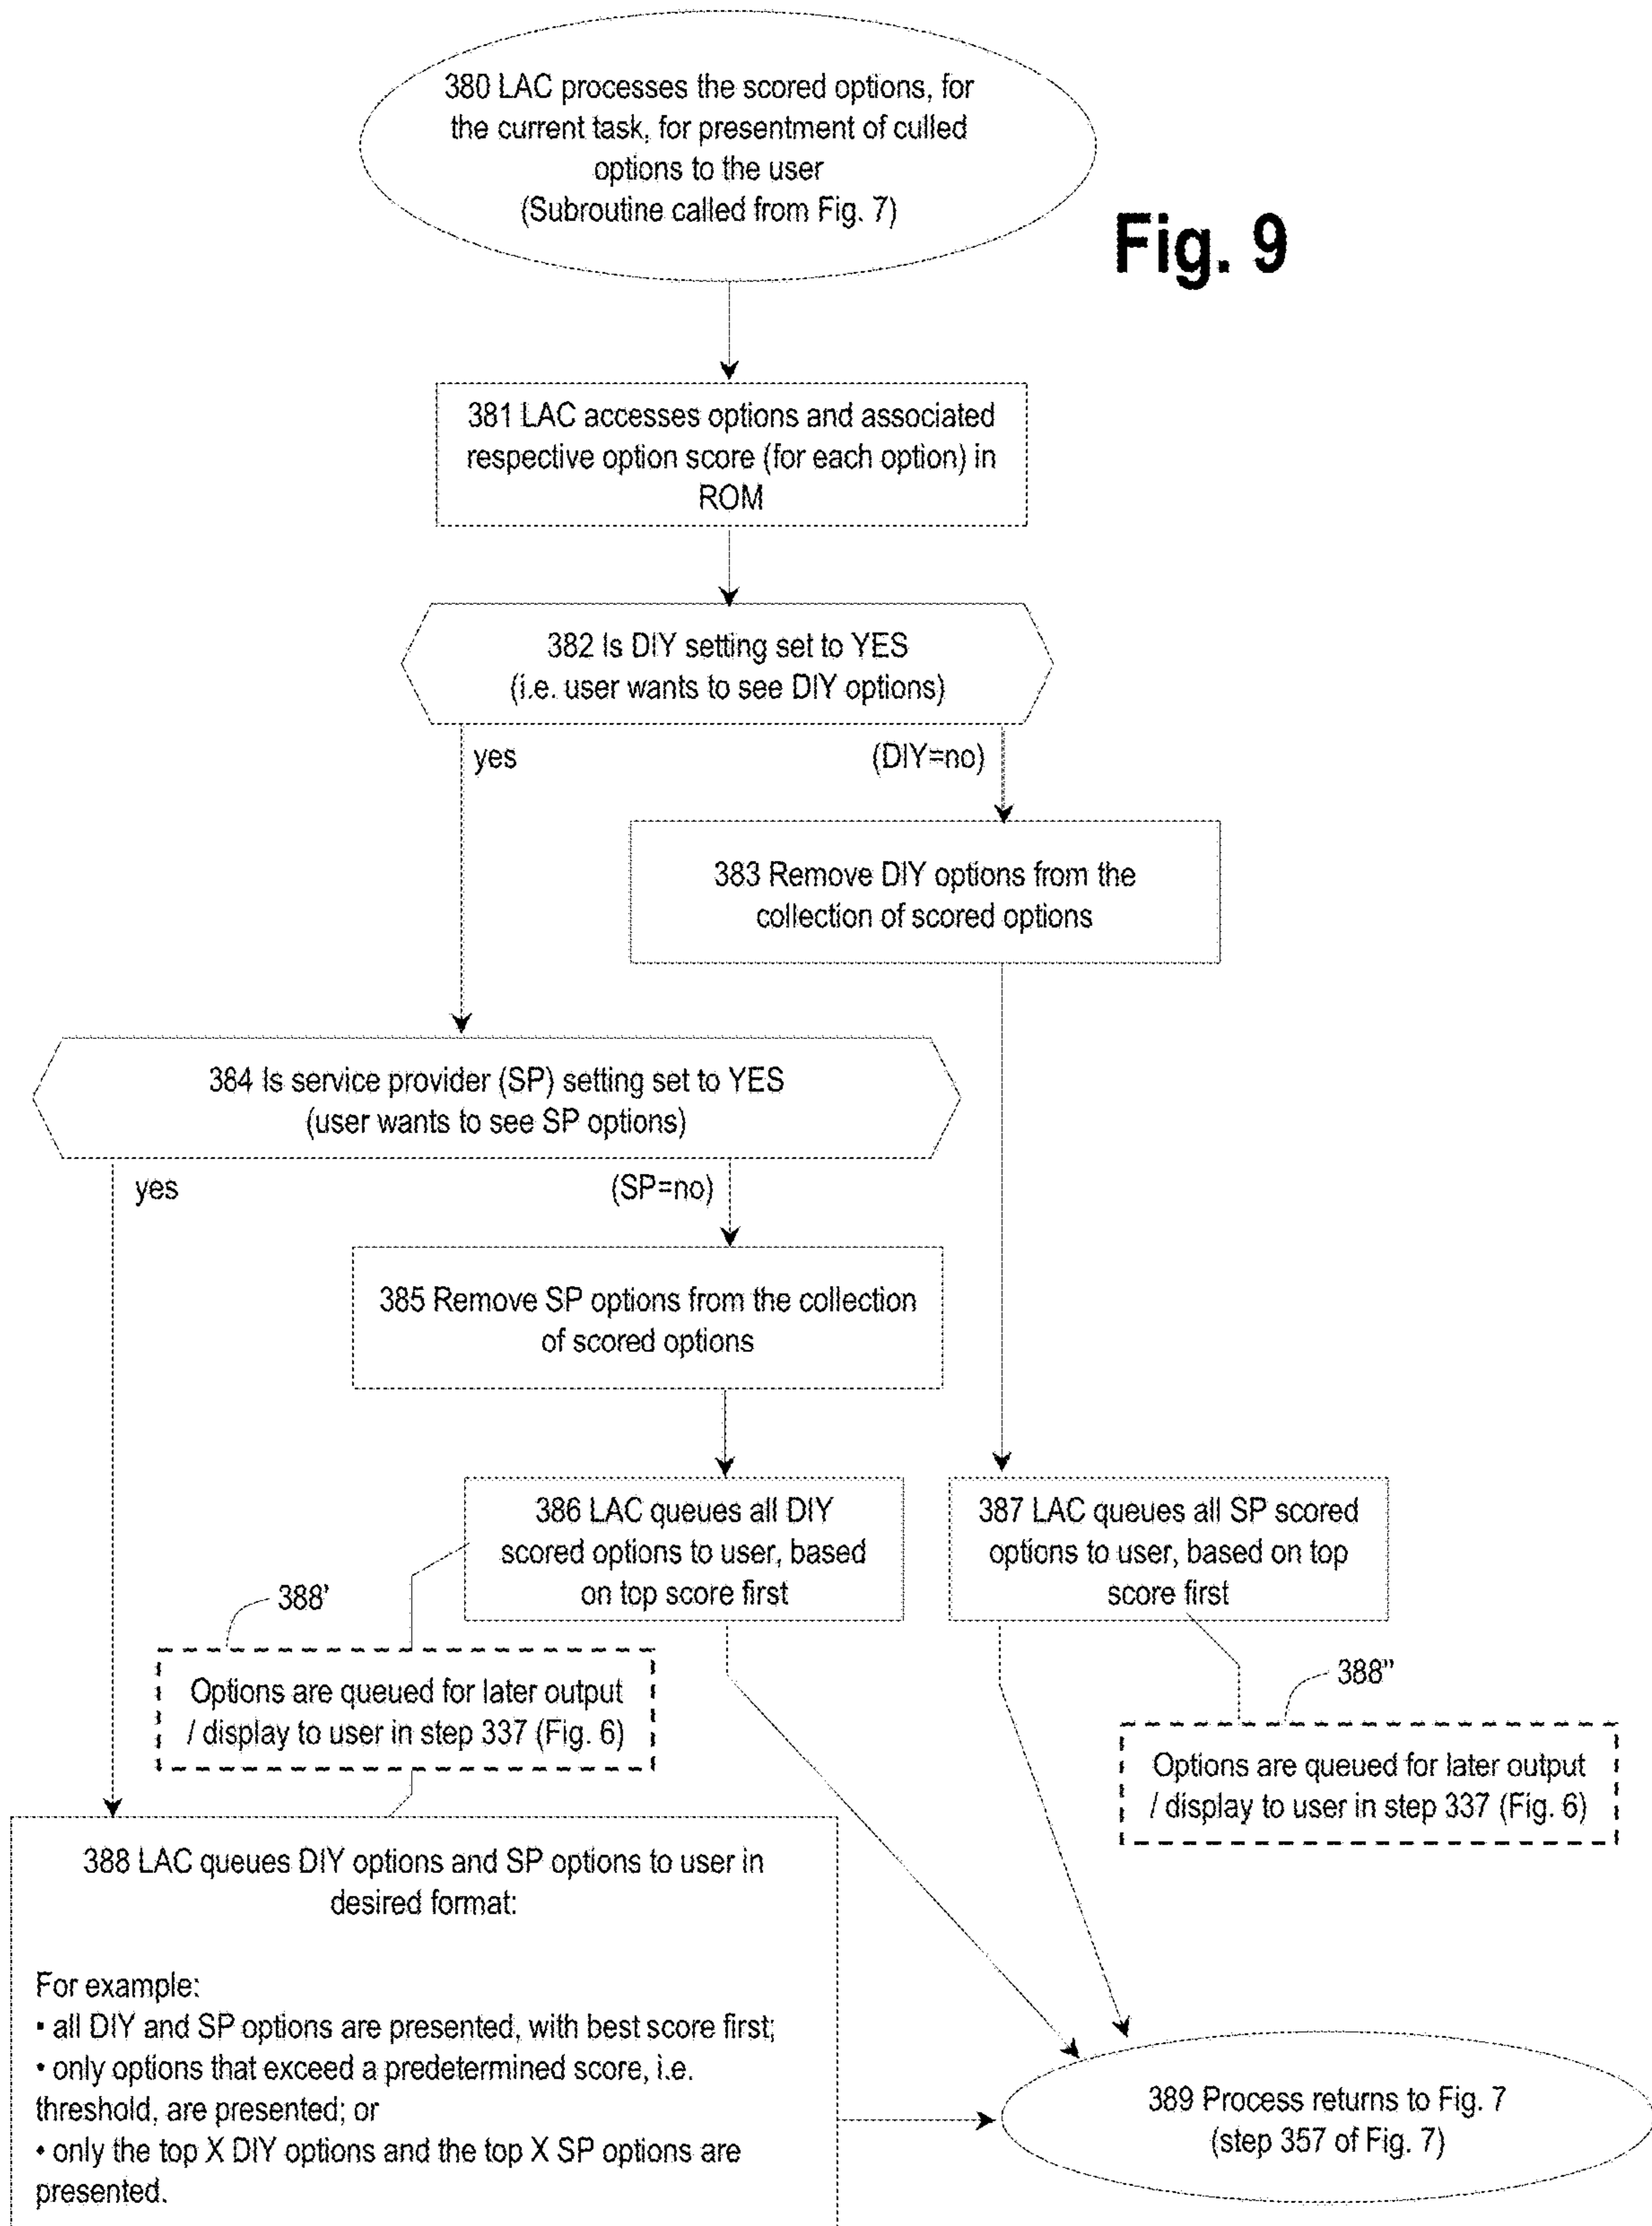 380 LAC processes the scored options, for
the current task, for presentment of culled
options to the user
(Subroutine called from Fig. 7)
Fig. 9
381 LAC accesses options and associated
respective option score (for each option) in
ROM
382 Is DIY setting set to YES
(i.e. user wants to see DIY options)
yes
(DIY=no)
383 Remove DIY options from the
collection of scored options
384 Is service provider (SP) setting set to YES
(user wants to see SP options)
yes
(SP=no)
385 Remove SP options from the collection
of scored options
386 LAC queues all DIY
scored options to user, based
on top score first
387 LAC queues all SP scored
options to user, based on top
score first
388'
Options are queued for later output
/ display to user in step 337 (Fig. 6)
388"
Options are queued for later output
/ display to user in step 337 (Fig. 6)
388 LAC queues DIY options and SP options to user in
desired format:
For example:
• all DIY and SP options are presented, with best score first;
• only options that exceed a predetermined score, i.e.
threshold, are presented; or
• only the top X DIY options and the top X SP options are
presented.
389 Process returns to Fig. 7
(step 357 of Fig. 7)